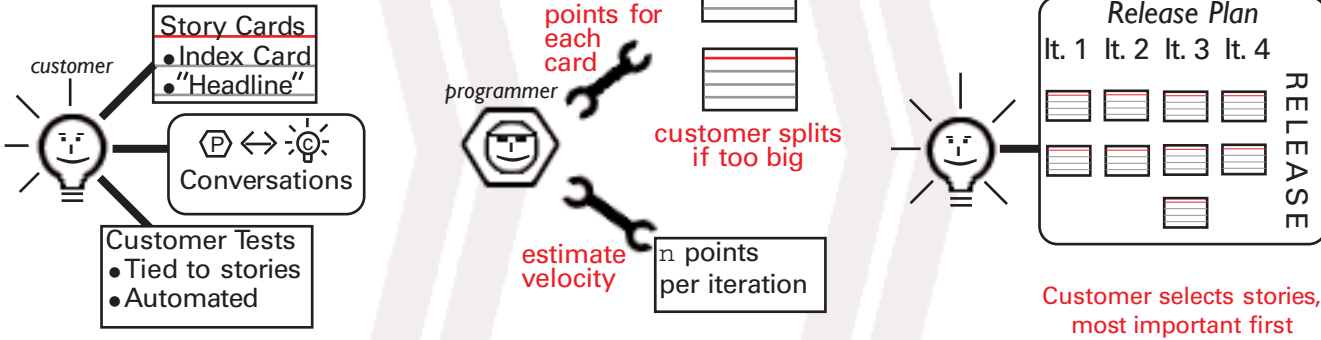 customer
Story Cards
•Index Card
•"Headline"
P ↔ C
Conversations
Customer Tests
•Tied to stories
•Automated
points for
each
card
programmer
customer splits
if too big
estimate
velocity
n points
per iteration
Release Plan
It. 1 It. 2 It. 3 It. 4
RELEASE
Customer selects stories,
most important first